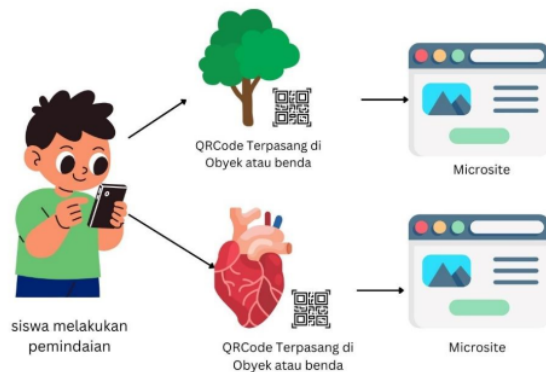 QRCode Terpasang di
Obyek atau benda
Microsite
siswa melakukan
pemindaian
QRCode Terpasang di
Obyek atau benda
Microsite